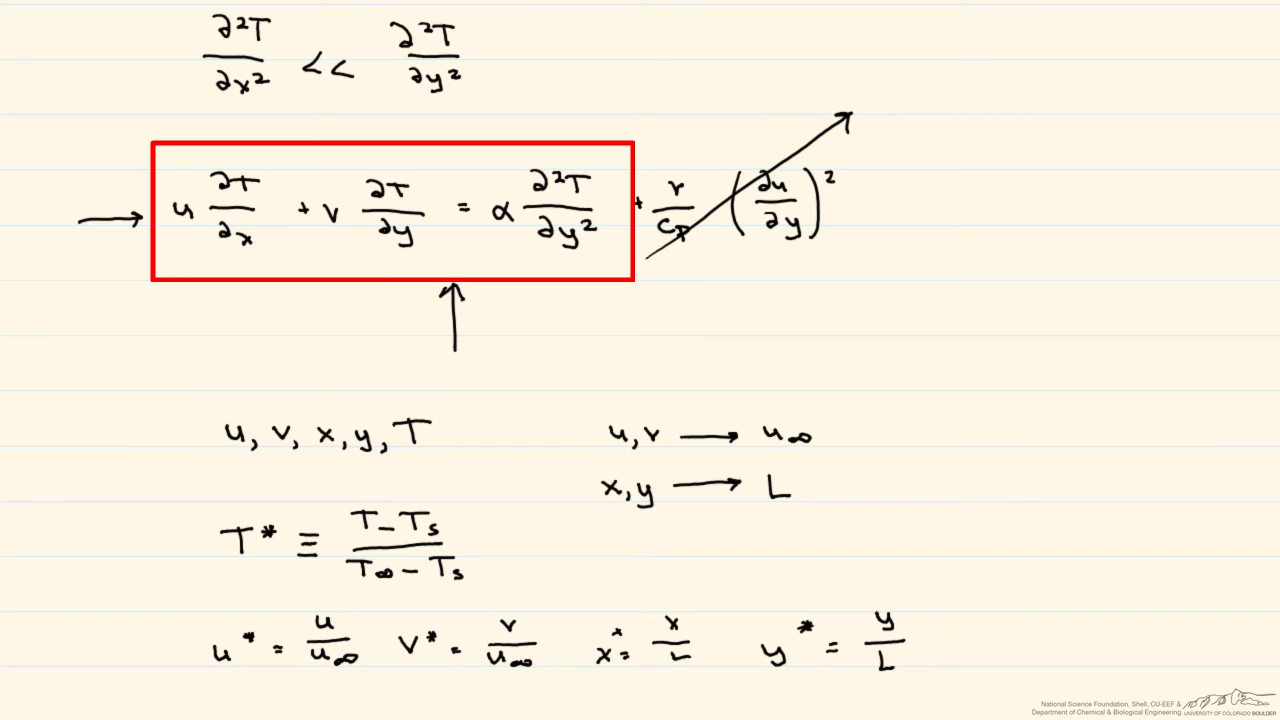 ∂²T/∂x² << ∂²T/∂y²
→ u ∂T/∂x + v ∂T/∂y = α ∂²T/∂y² + ν/Cp (∂u/∂y)²
u, v, x, y, T
u, v → u∞
x, y → L
T* ≡ (T - Ts)/(T∞ - Ts)
u* = u/u∞ v* = v/u∞ x* = x/L y* = y/L
National Science Foundation, Shell, CU-EEF &
Department of Chemical & Biological Engineering UNIVERSITY OF COLORADO BOULDER